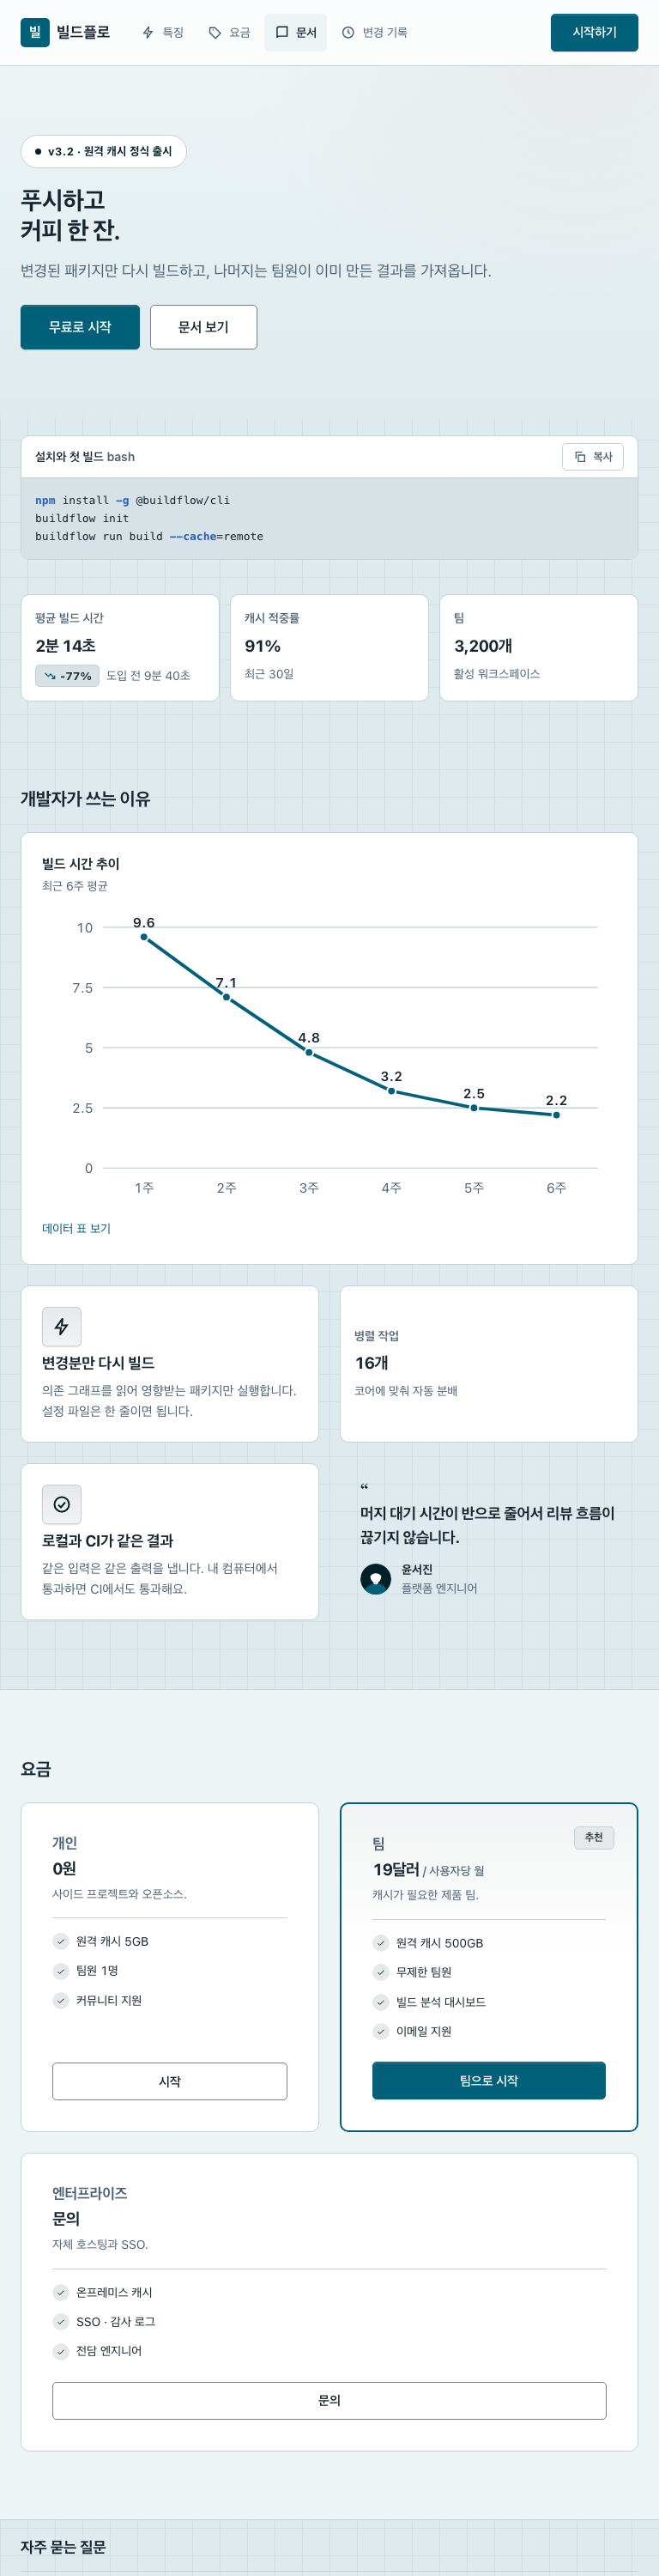 빌 빌드플로 특징 요금 문서 변경 기록 시작하기
v3.2 · 원격 캐시 정식 출시
푸시하고
커피 한 잔.
변경된 패키지만 다시 빌드하고, 나머지는 팀원이 이미 만든 결과를 가져옵니다.
무료로 시작 문서 보기
설치와 첫 빌드 bash 복사
npm install -g @buildflow/cli
buildflow init
buildflow run build --cache=remote
평균 빌드 시간
2분 14초
-77% 도입 전 9분 40초
캐시 적중률
91%
최근 30일
팀
3,200개
활성 워크스페이스
개발자가 쓰는 이유
빌드 시간 추이
최근 6주 평균
10
7.5
5
2.5
0
9.6
7.1
4.8
3.2
2.5
2.2
1주 2주 3주 4주 5주 6주
데이터 표 보기
변경분만 다시 빌드
의존 그래프를 읽어 영향받는 패키지만 실행합니다.
설정 파일은 한 줄이면 됩니다.
병렬 작업
16개
코어에 맞춰 자동 분배
로컬과 CI가 같은 결과
같은 입력은 같은 출력을 냅니다. 내 컴퓨터에서
통과하면 CI에서도 통과해요.
“
머지 대기 시간이 반으로 줄어서 리뷰 흐름이
끊기지 않습니다.
윤서진
플랫폼 엔지니어
요금
개인
0원
사이드 프로젝트와 오픈소스.
원격 캐시 5GB
팀원 1명
커뮤니티 지원
시작
추천
팀
19달러 / 사용자당 월
캐시가 필요한 제품 팀.
원격 캐시 500GB
무제한 팀원
빌드 분석 대시보드
이메일 지원
팀으로 시작
엔터프라이즈
문의
자체 호스팅과 SSO.
온프레미스 캐시
SSO · 감사 로그
전담 엔지니어
문의
자주 묻는 질문